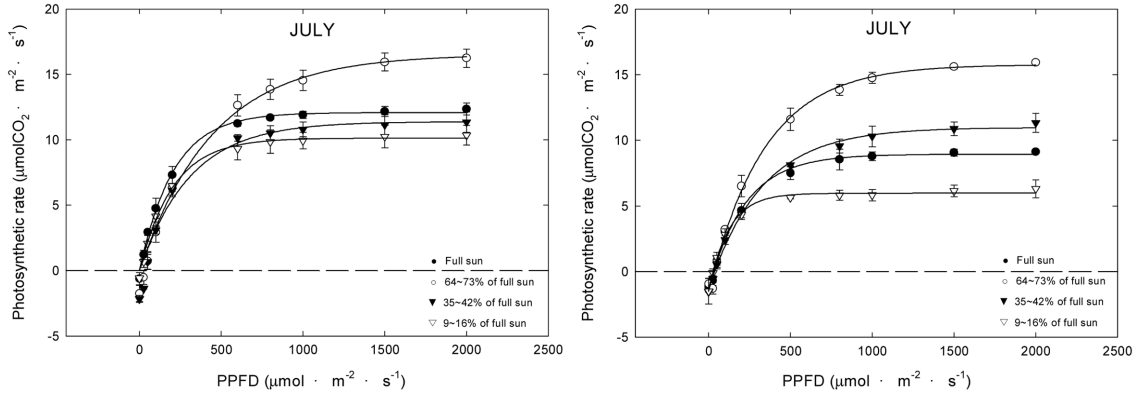 JULY
Photosynthetic rate (μmolCO₂ · m⁻² · s⁻¹)
20
15
10
5
0
-5
Full sun
64~73% of full sun
35~42% of full sun
9~16% of full sun
0
500
1000
1500
2000
2500
PPFD (μmol · m⁻² · s⁻¹)
JULY
Photosynthetic rate (μmolCO₂ · m⁻² · s⁻¹)
20
15
10
5
0
-5
Full sun
64~73% of full sun
35~42% of full sun
9~16% of full sun
0
500
1000
1500
2000
2500
PPFD (μmol · m⁻² · s⁻¹)